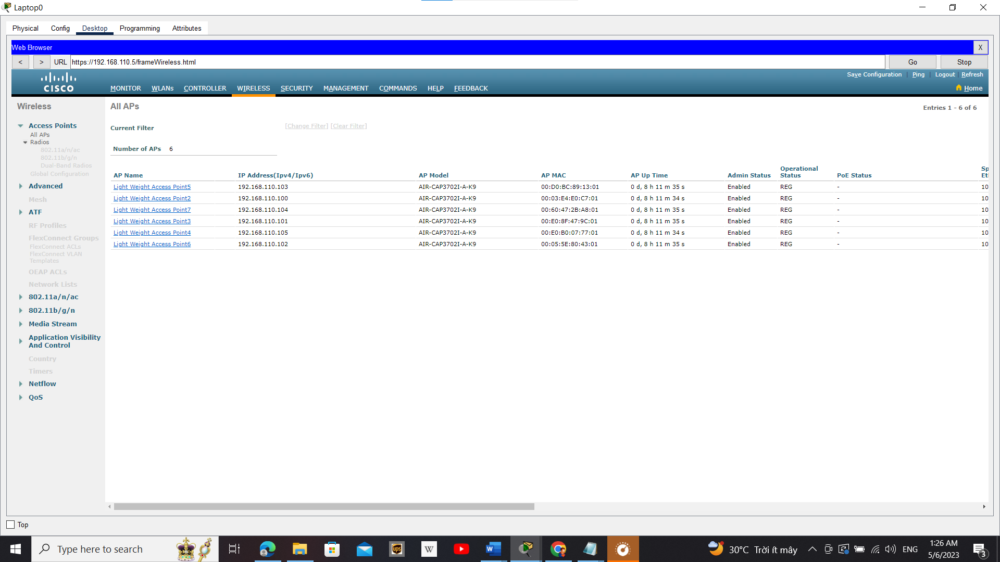 Laptop0
Physical Config Desktop Programming Attributes
Web Browser X
< > URL https://192.168.110.5/frameWireless.html Go Stop
Save Configuration | Ping Logout | Refresh
CISCO MONITOR WLANs CONTROLLER WIRELESS SECURITY MANAGEMENT COMMANDS HELP FEEDBACK Home
Wireless
Access Points
All APs
Radios
802.11a/n/ac
802.11b/g/n
Dual-Band Radios
Global Configuration
Advanced
Mesh
ATF
RF Profiles
FlexConnect Groups
FlexConnect ACLs
FlexConnect VLAN
Templates
OEAP ACLs
Network Lists
802.11a/n/ac
802.11b/g/n
Media Stream
Application Visibility
And Control
Country
Timers
Netflow
QoS
All APs Entries 1 - 6 of 6
Current Filter [Change Filter] [Clear Filter]
Number of APs 6
AP Name IP Address(Ipv4/Ipv6) AP Model AP MAC AP Up Time Admin Status Operational Status PoE Status Sp Et
Light Weight Access Point5 192.168.110.103 AIR-CAP3702I-A-K9 00:D0:BC:89:13:01 0 d, 8 h 11 m 35 s Enabled REG - 10
Light Weight Access Point2 192.168.110.100 AIR-CAP3702I-A-K9 00:03:E4:E0:C7:01 0 d, 8 h 11 m 34 s Enabled REG - 10
Light Weight Access Point7 192.168.110.104 AIR-CAP3702I-A-K9 00:60:47:2B:A8:01 0 d, 8 h 11 m 35 s Enabled REG - 10
Light Weight Access Point3 192.168.110.101 AIR-CAP3702I-A-K9 00:E0:8F:47:9C:01 0 d, 8 h 11 m 35 s Enabled REG - 10
Light Weight Access Point4 192.168.110.105 AIR-CAP3702I-A-K9 00:E0:B0:07:77:01 0 d, 8 h 11 m 34 s Enabled REG - 10
Light Weight Access Point6 192.168.110.102 AIR-CAP3702I-A-K9 00:05:5E:80:43:01 0 d, 8 h 11 m 35 s Enabled REG - 10
Top
Type here to search ups W W 30°C Trời ít mây ENG 1:26 AM
5/6/2023 3